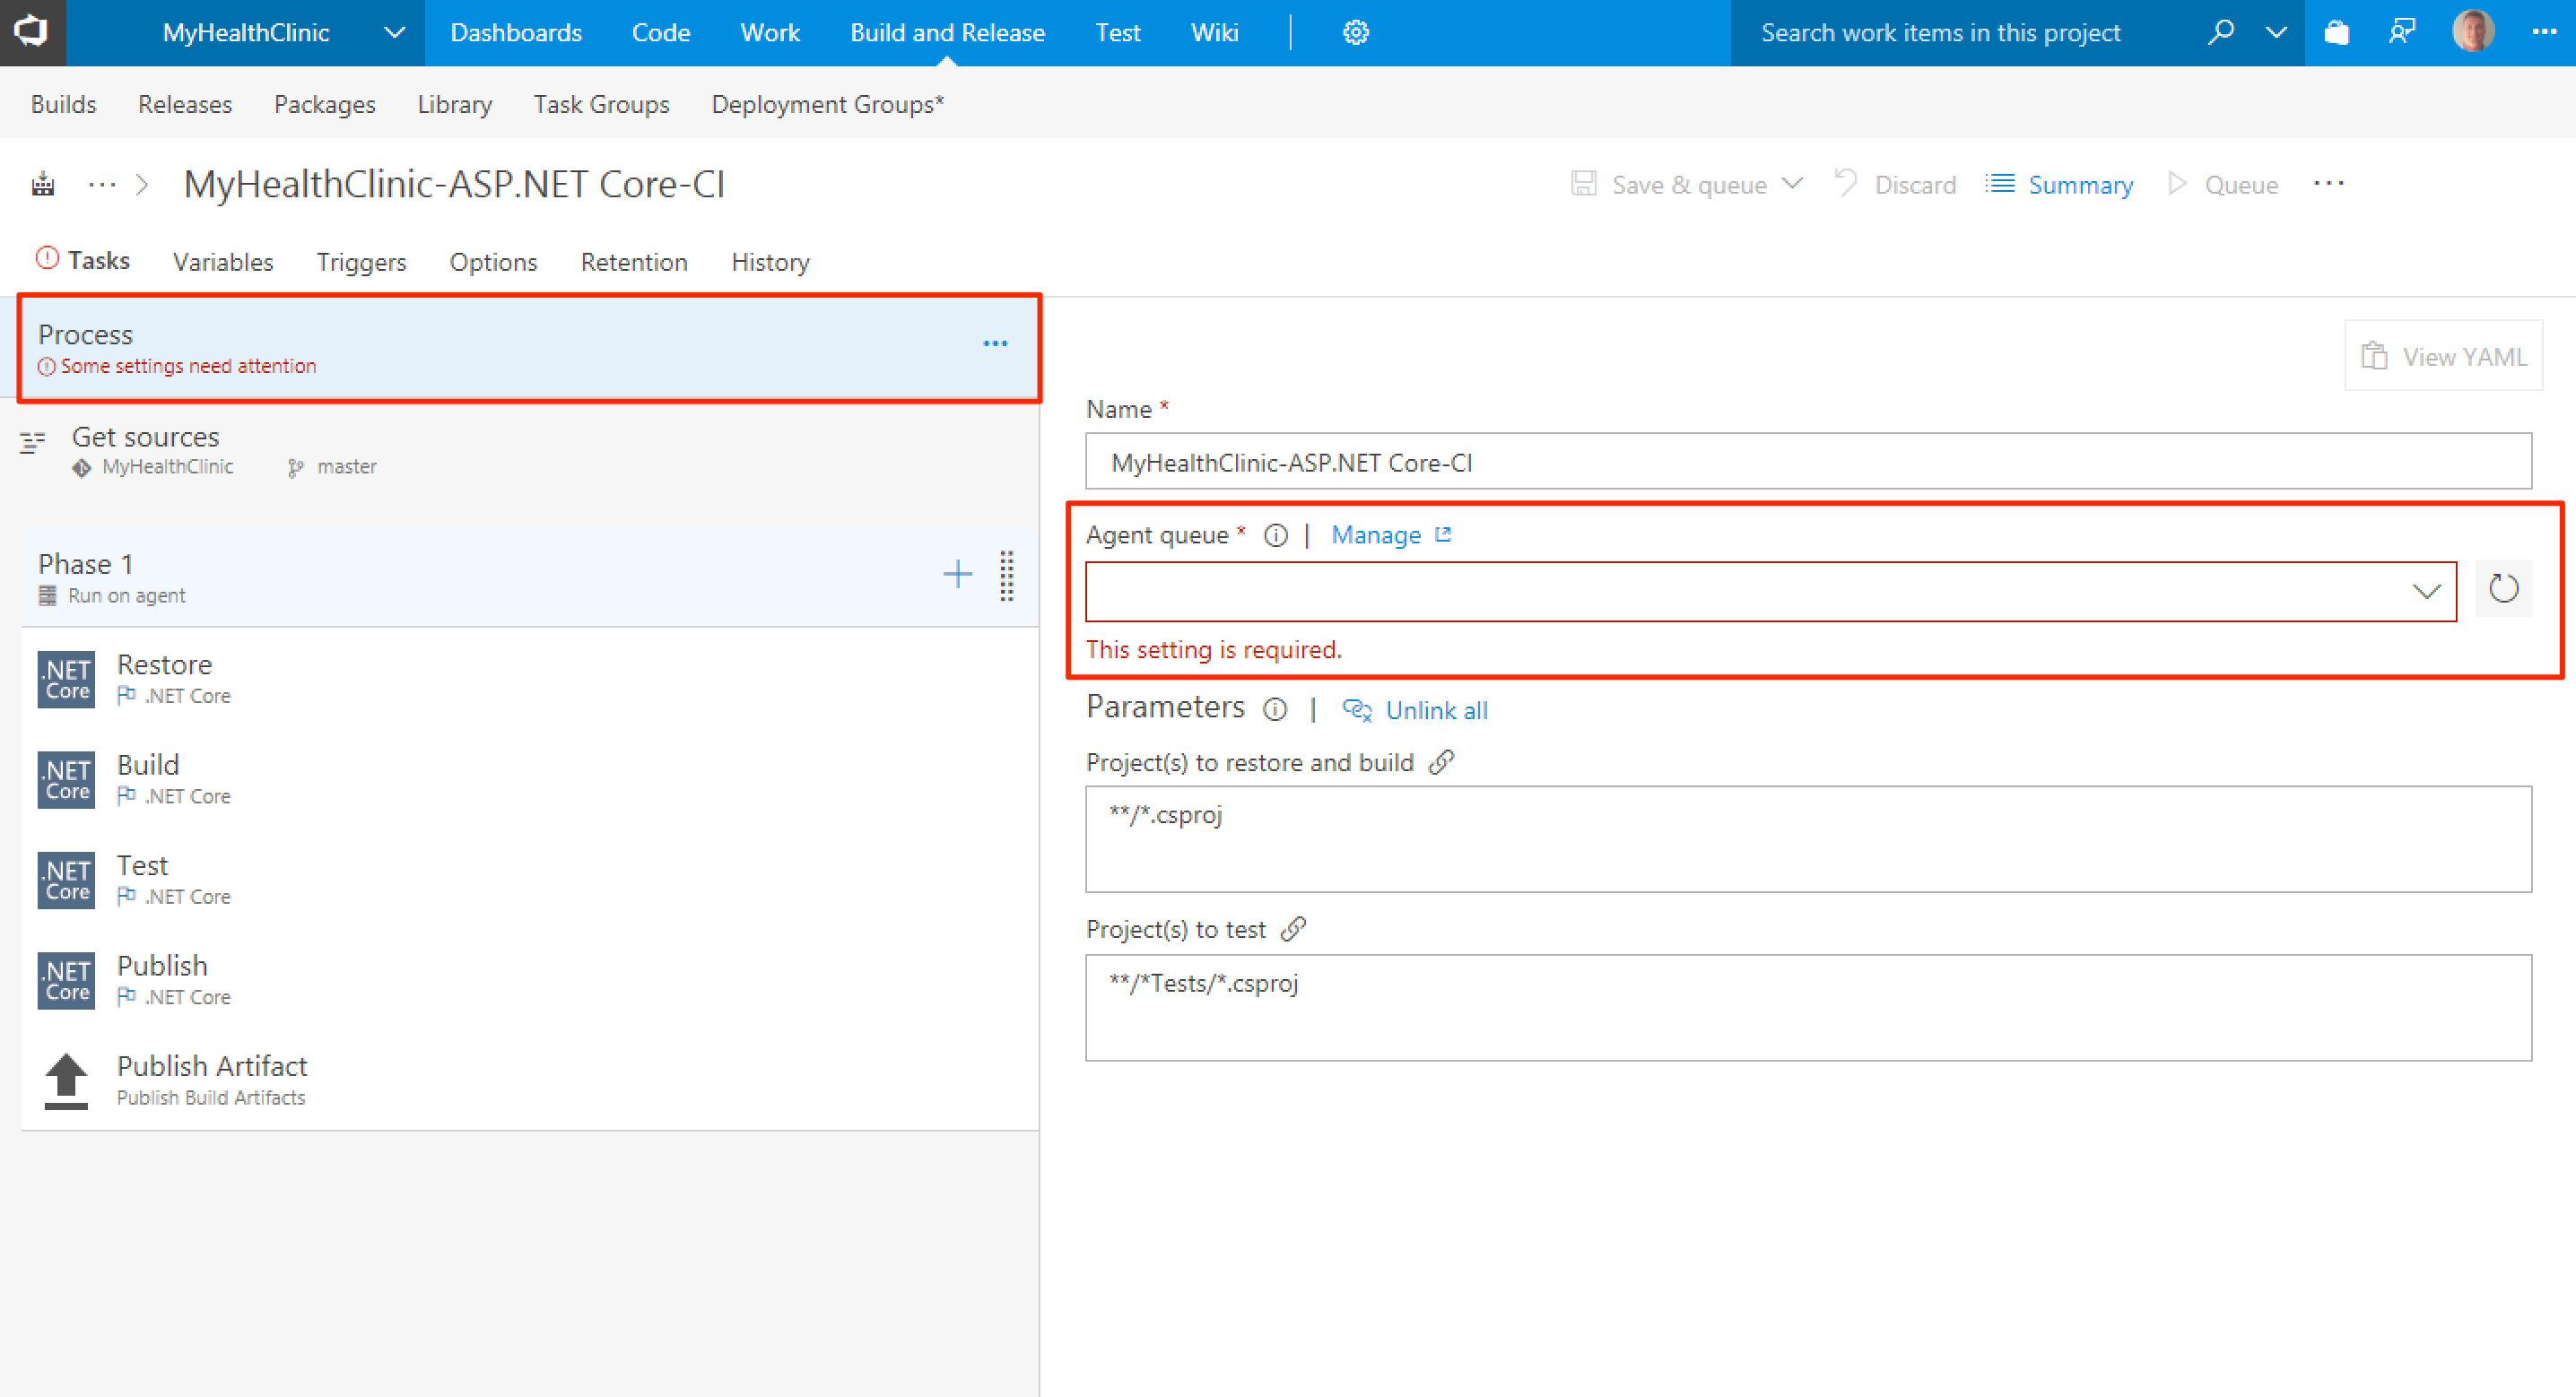 MyHealthClinic Dashboards Code Work Build and Release Test Wiki Search work items in this project
Builds Releases Packages Library Task Groups Deployment Groups*
MyHealthClinic-ASP.NET Core-CI Save & queue Discard Summary Queue
Tasks Variables Triggers Options Retention History
Process
Some settings need attention
Get sources
MyHealthClinic master
Phase 1
Run on agent
.NET Core Restore
.NET Core
.NET Core Build
.NET Core
.NET Core Test
.NET Core
.NET Core Publish
.NET Core
Publish Artifact
Publish Build Artifacts
View YAML
Name *
MyHealthClinic-ASP.NET Core-CI
Agent queue * | Manage
This setting is required.
Parameters | Unlink all
Project(s) to restore and build
**/*.csproj
Project(s) to test
**/*Tests/*.csproj